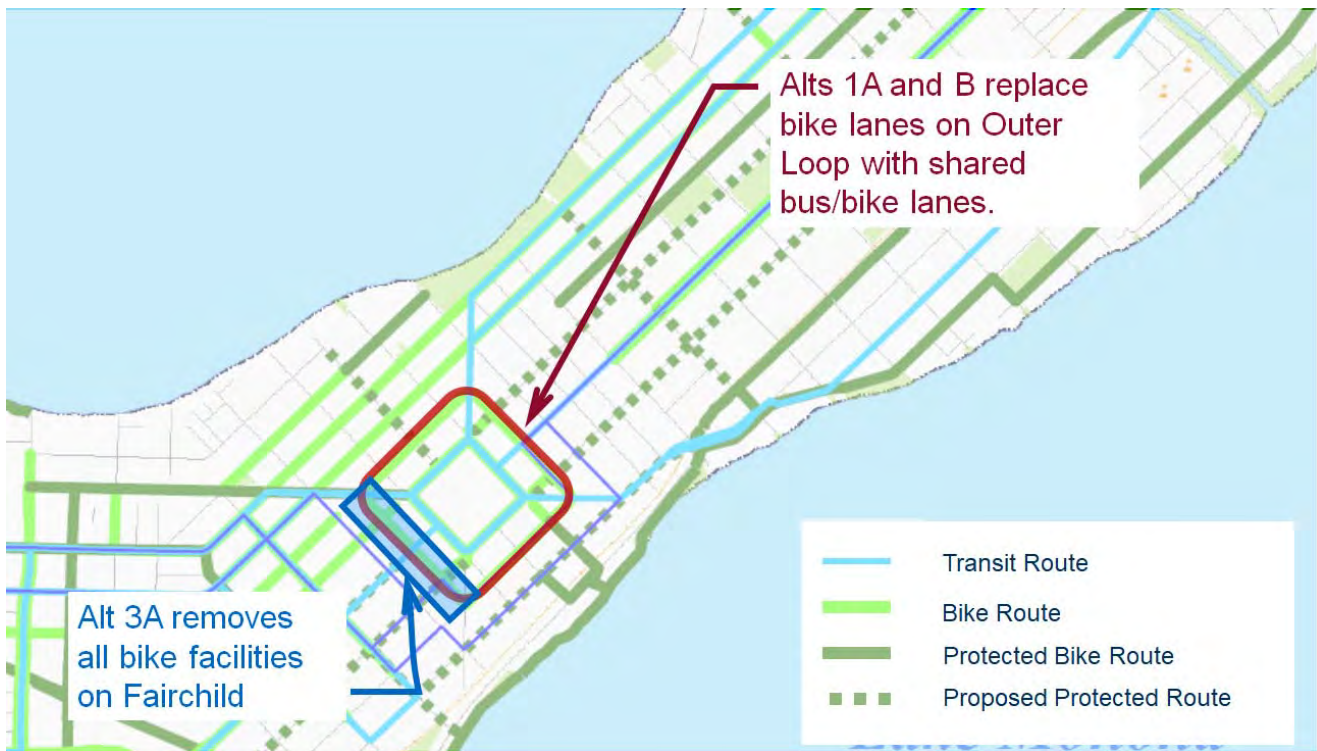 Alts 1A and B replace
bike lanes on Outer
Loop with shared
bus/bike lanes.
Alt 3A removes
all bike facilities
on Fairchild
Transit Route
Bike Route
Protected Bike Route
Proposed Protected Route